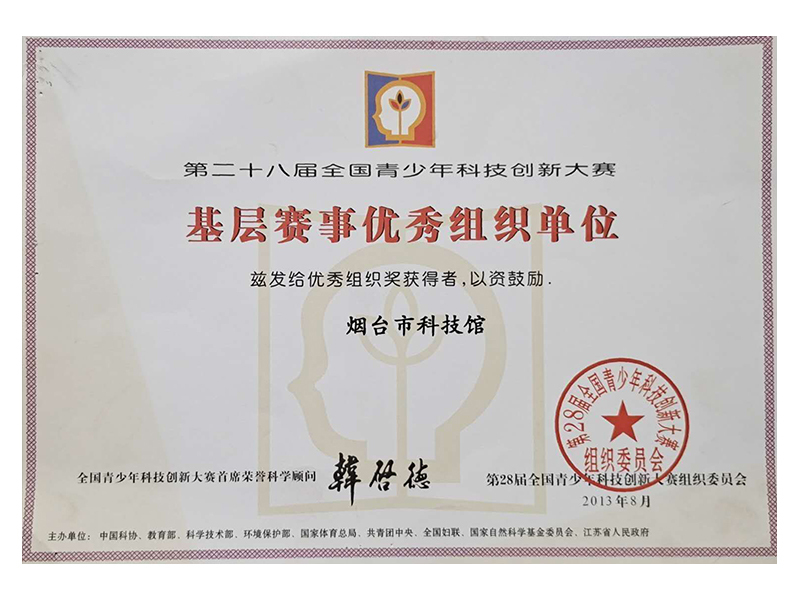 第二十八届全国青少年科技创新大赛
基层赛事优秀组织单位
兹发给优秀组织奖获得者,以资鼓励.
烟台市科技馆
第28届全国青少年科技创新大赛
组织委员会
全国青少年科技创新大赛首席荣誉科学顾问 韓启德
第28届全国青少年科技创新大赛组织委员会
2013年8月
主办单位: 中国科协、教育部、科学技术部、环境保护部、国家体育总局、共青团中央、全国妇联、国家自然科学基金委员会、江苏省人民政府